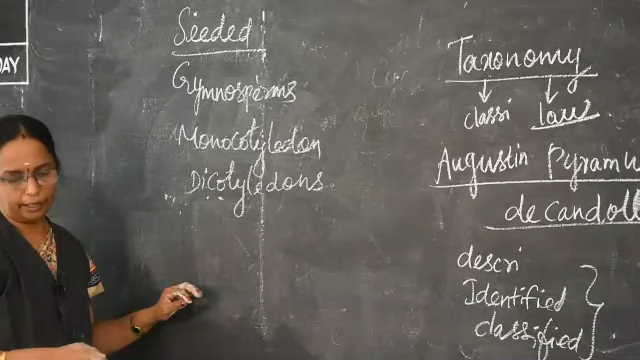 DAY
Seeded
Gymnosperms
Monocotyledon
Dicotyledons
Taxonomy
classi law
Augustin Pyramu
de candoll
descri
Identified
classified